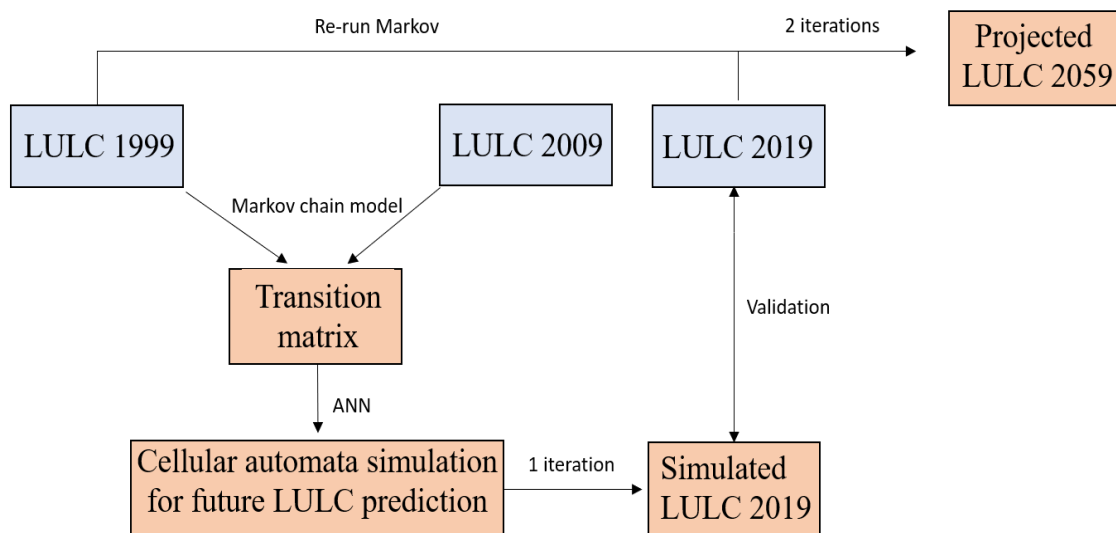 Re-run Markov
2 iterations
Projected
LULC 2059
LULC 1999
LULC 2009
LULC 2019
Markov chain model
Transition
matrix
Validation
ANN
Cellular automata simulation
for future LULC prediction
1 iteration
Simulated
LULC 2019